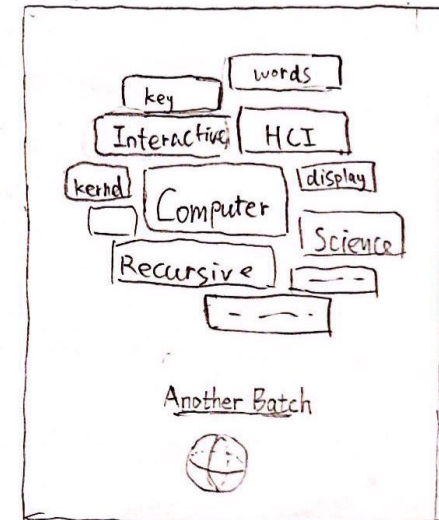 words
key
Interactive HCI
kernel display
Computer
Science
Recursive
Another Batch